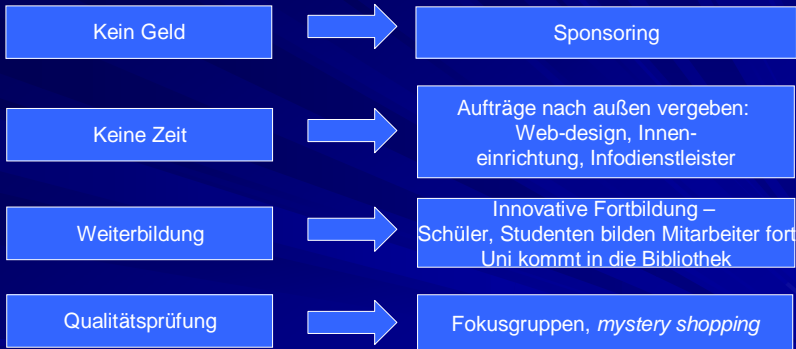 Kein Geld
Sponsoring
Keine Zeit
Aufträge nach außen vergeben:
Web-design, Innen-
einrichtung, Infodienstleister
Weiterbildung
Innovative Fortbildung –
Schüler, Studenten bilden Mitarbeiter fort
Uni kommt in die Bibliothek
Qualitätsprüfung
Fokusgruppen, mystery shopping